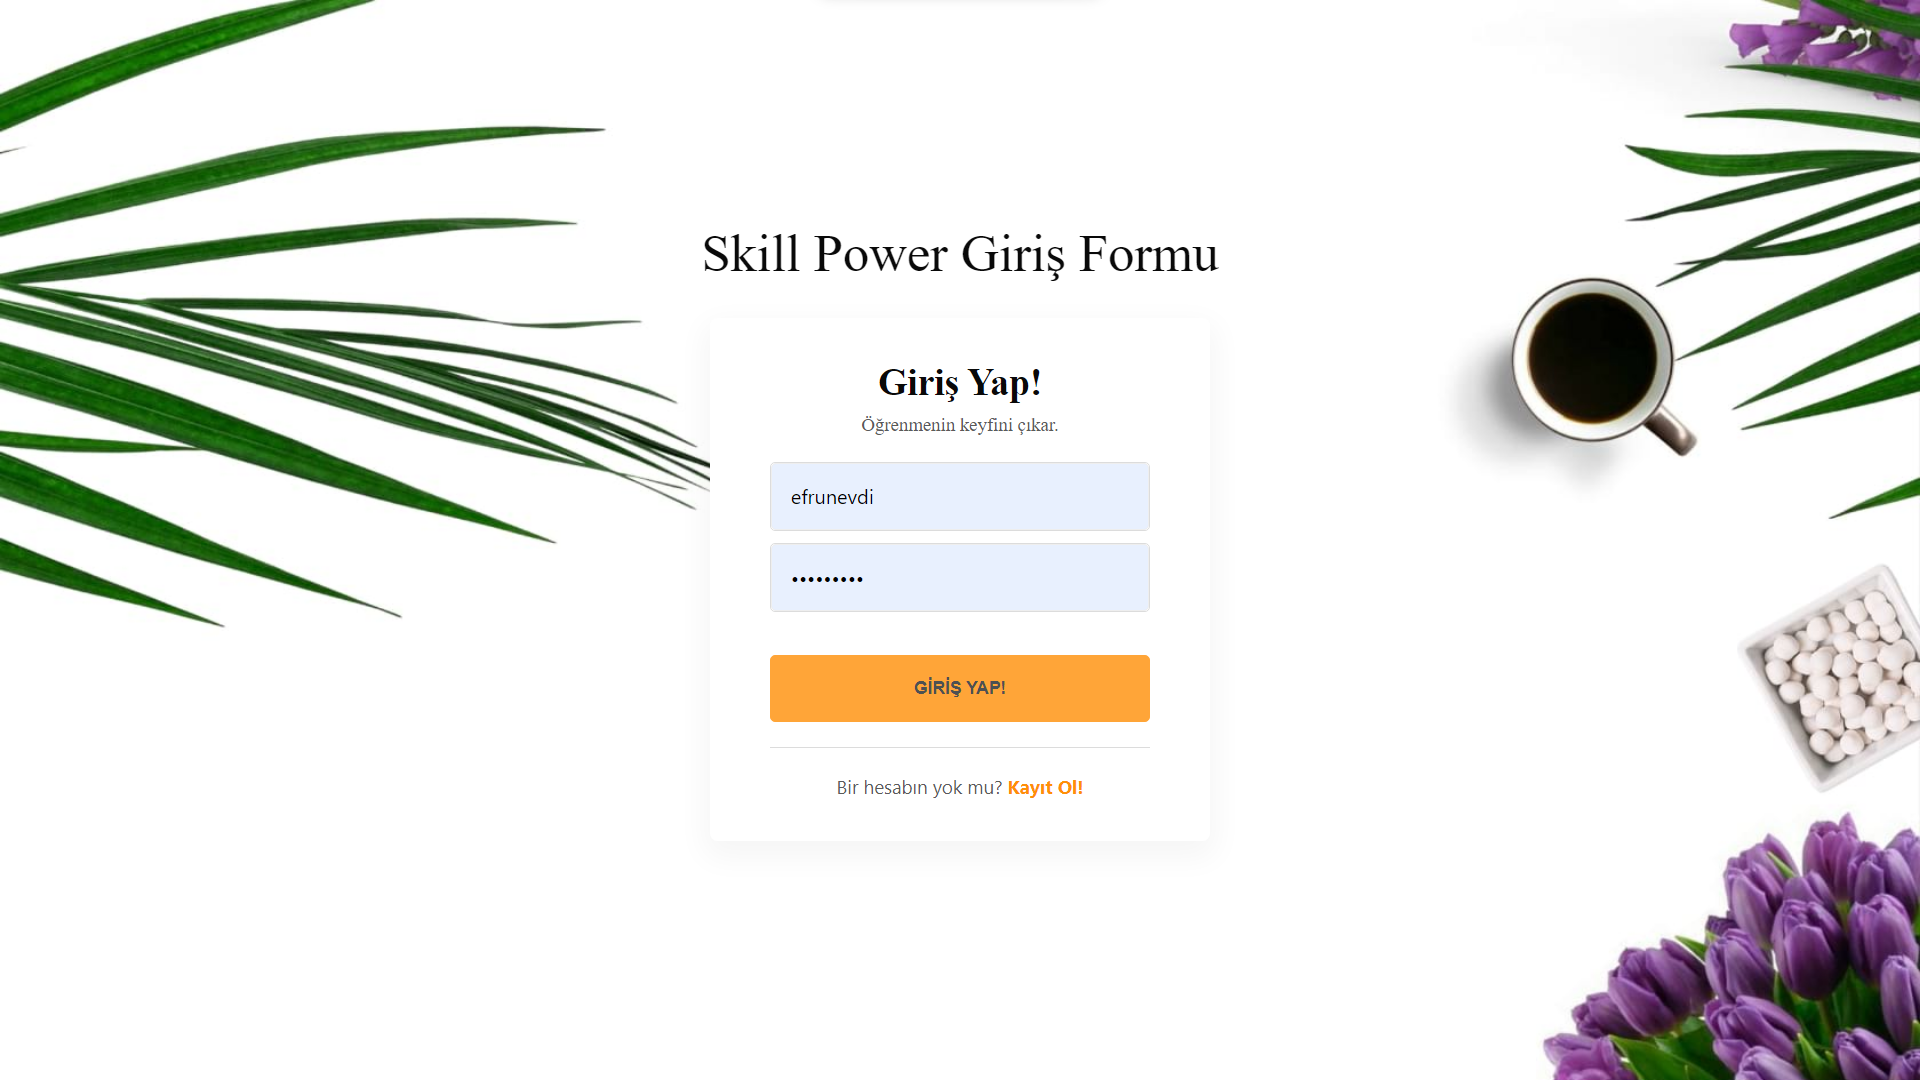 Skill Power Giriş Formu
Giriş Yap!
Öğrenmenin keyfini çıkar.
efrunevdi
•••••••••
GİRİŞ YAP!
Bir hesabın yok mu? Kayıt Ol!